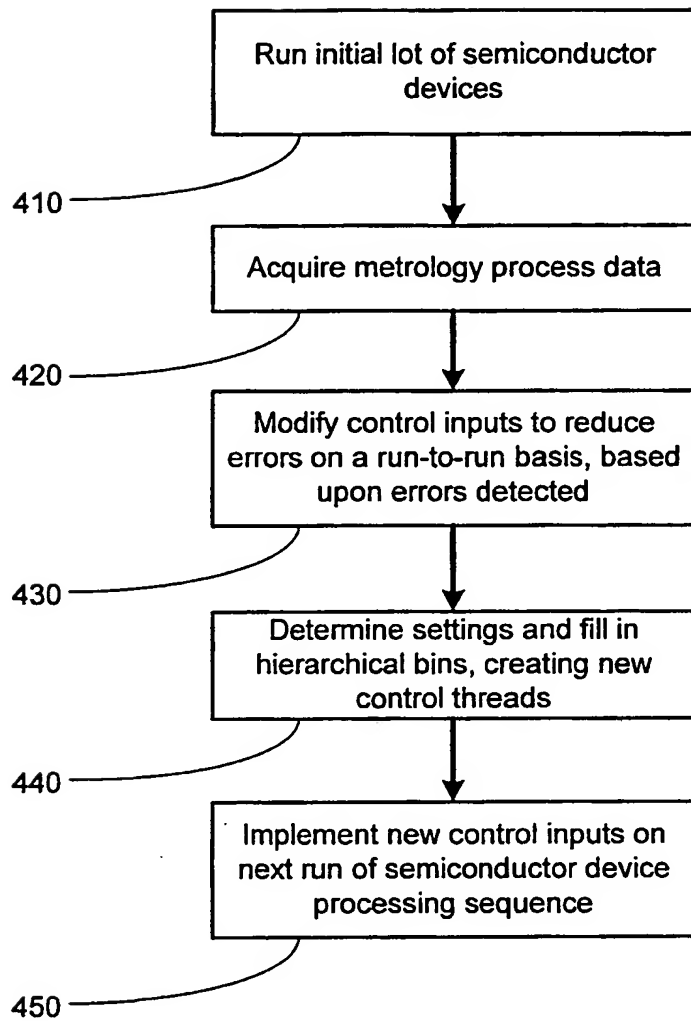 Run initial lot of semiconductor
devices
410
Acquire metrology process data
420
Modify control inputs to reduce
errors on a run-to-run basis, based
upon errors detected
430
Determine settings and fill in
hierarchical bins, creating new
control threads
440
Implement new control inputs on
next run of semiconductor device
processing sequence
450